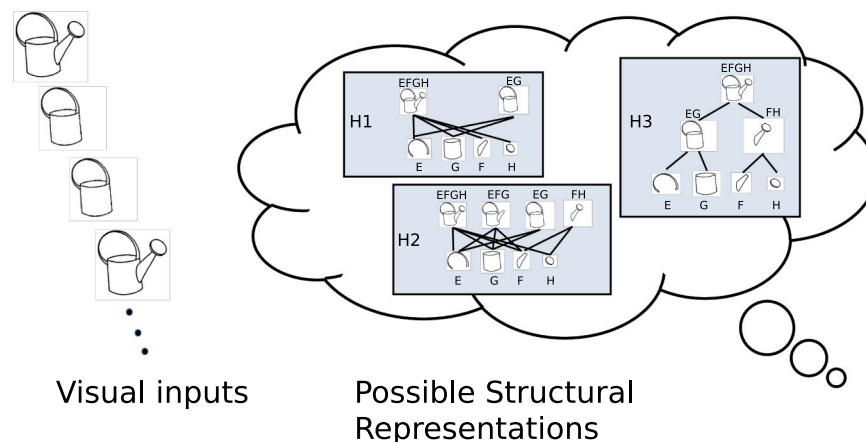 EFGH EG
H1
E G F H
EFGH EFG EG FH
H2
E G F H
EFGH
EG FH
H3
E G F H
Visual inputs
Possible Structural
Representations